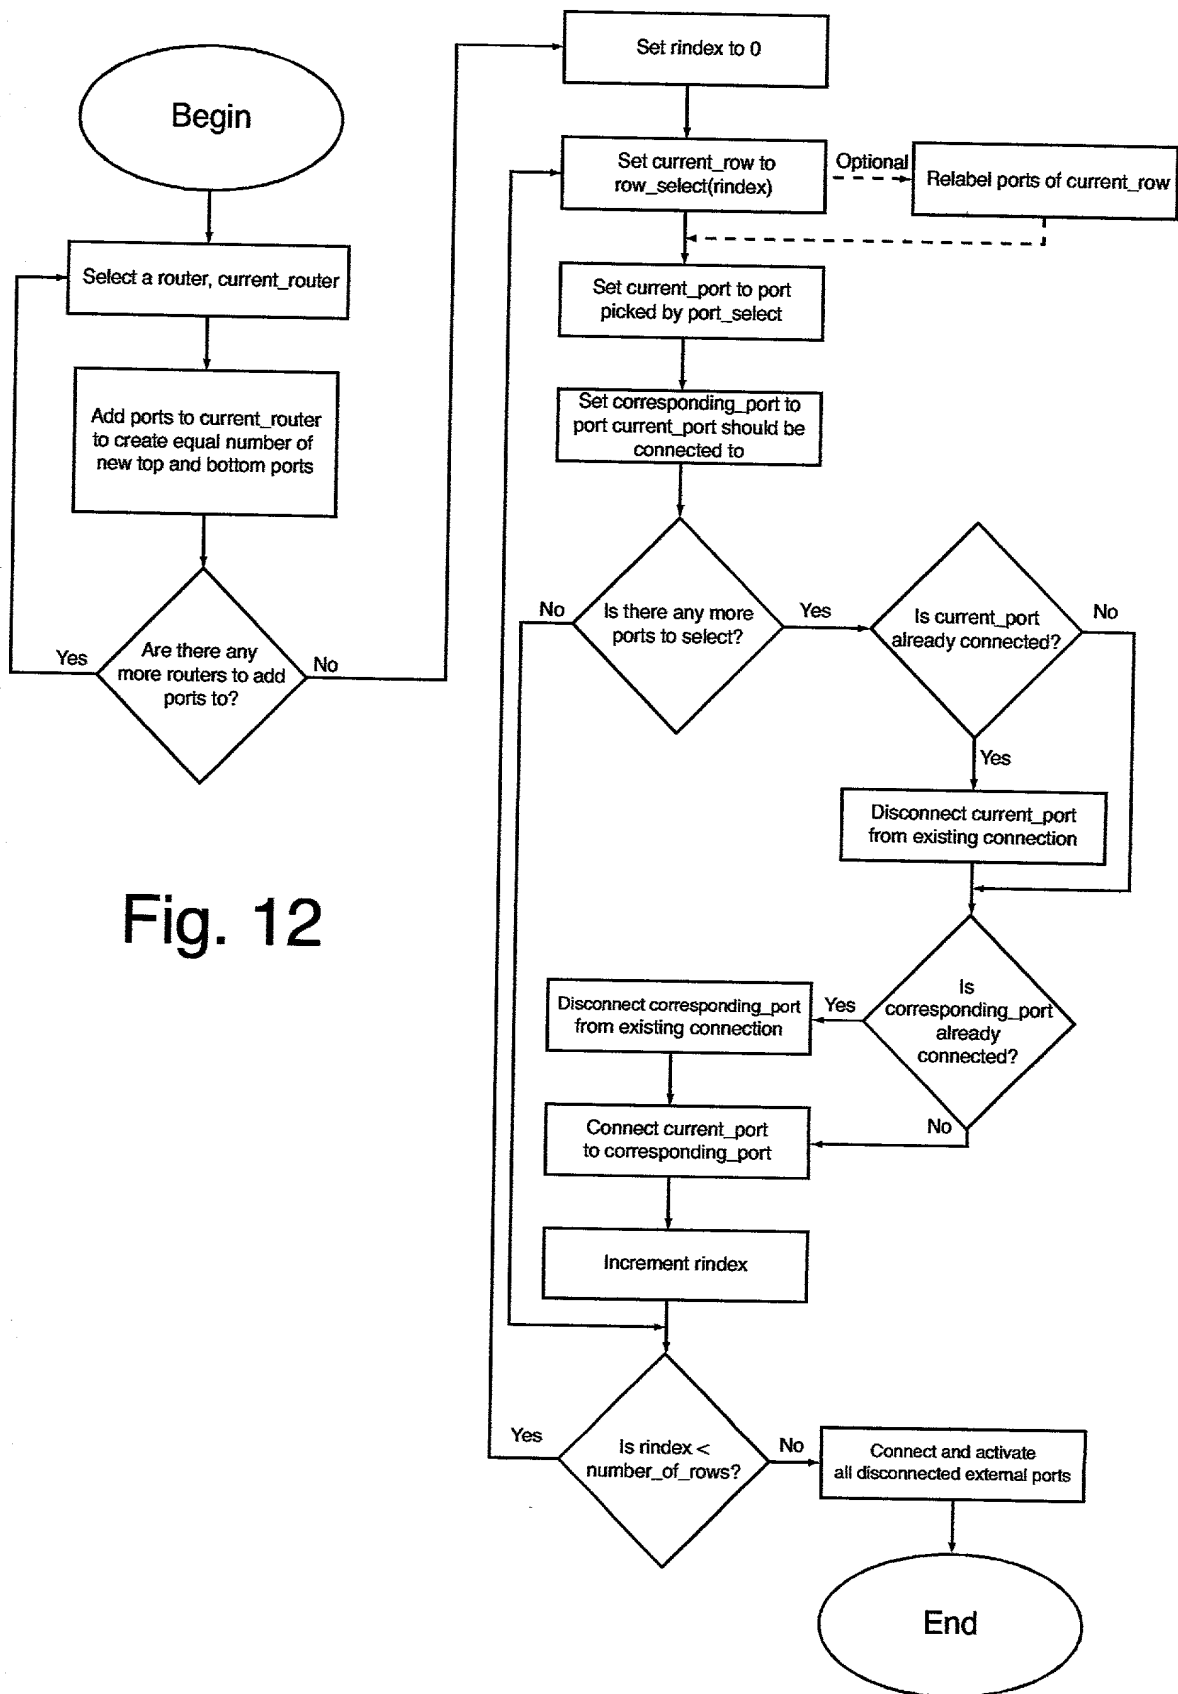 Begin
Select a router, current_router
Add ports to current_router
to create equal number of
new top and bottom ports
Are there any
more routers to add
ports to?
Yes
No
Set rindex to 0
Set current_row to
row_select(rindex)
Optional
Relabel ports of current_row
Set current_port to port
picked by port_select
Set corresponding_port to
port current_port should be
connected to
Is there any more
ports to select?
No
Yes
Is current_port
already connected?
No
Yes
Disconnect current_port
from existing connection
Is
corresponding_port
already
connected?
Yes
No
Disconnect corresponding_port
from existing connection
Connect current_port
to corresponding_port
Increment rindex
Is rindex <
number_of_rows?
Yes
No
Connect and activate
all disconnected external ports
End
Fig. 12